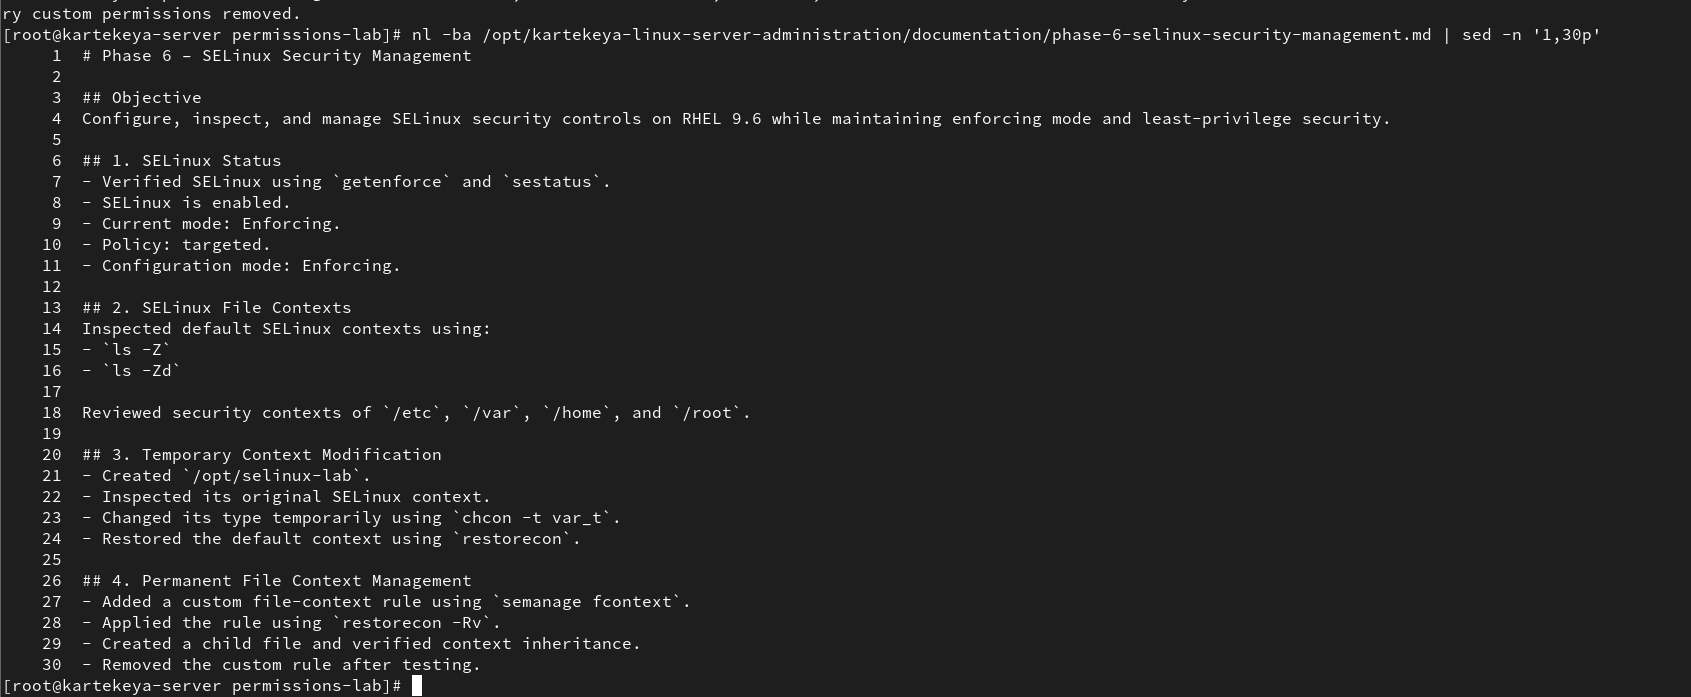 ry custom permissions removed.
[root@kartekeya-server permissions-lab]# nl -ba /opt/kartekeya-linux-server-administration/documentation/phase-6-selinux-security-management.md | sed -n '1,30p'
1 # Phase 6 – SELinux Security Management
2
3 ## Objective
4 Configure, inspect, and manage SELinux security controls on RHEL 9.6 while maintaining enforcing mode and least-privilege security.
5
6 ## 1. SELinux Status
7 - Verified SELinux using `getenforce` and `sestatus`.
8 - SELinux is enabled.
9 - Current mode: Enforcing.
10 - Policy: targeted.
11 - Configuration mode: Enforcing.
12
13 ## 2. SELinux File Contexts
14 Inspected default SELinux contexts using:
15 - `ls -Z`
16 - `ls -Zd`
17
18 Reviewed security contexts of `/etc`, `/var`, `/home`, and `/root`.
19
20 ## 3. Temporary Context Modification
21 - Created `/opt/selinux-lab`.
22 - Inspected its original SELinux context.
23 - Changed its type temporarily using `chcon -t var_t`.
24 - Restored the default context using `restorecon`.
25
26 ## 4. Permanent File Context Management
27 - Added a custom file-context rule using `semanage fcontext`.
28 - Applied the rule using `restorecon -Rv`.
29 - Created a child file and verified context inheritance.
30 - Removed the custom rule after testing.
[root@kartekeya-server permissions-lab]#